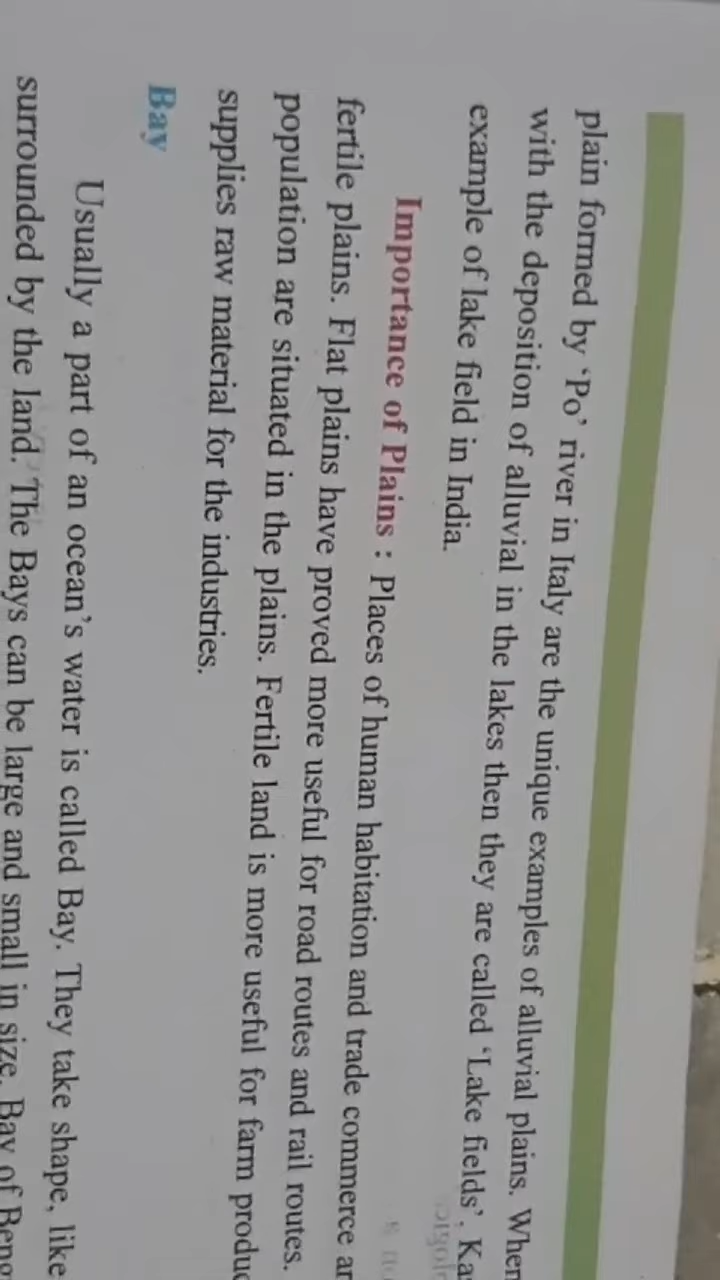 plain formed by ‘Po’ river in Italy are the unique examples of alluvial plains. When
with the deposition of alluvial in the lakes then they are called ‘Lake fields’. Ka
example of lake field in India.
Importance of Plains : Places of human habitation and trade commerce ar
fertile plains. Flat plains have proved more useful for road routes and rail routes.
population are situated in the plains. Fertile land is more useful for farm produc
supplies raw material for the industries.
Bay
Usually a part of an ocean’s water is called Bay. They take shape, like
surrounded by the land. The Bays can be large and small in size. Bay of Beng